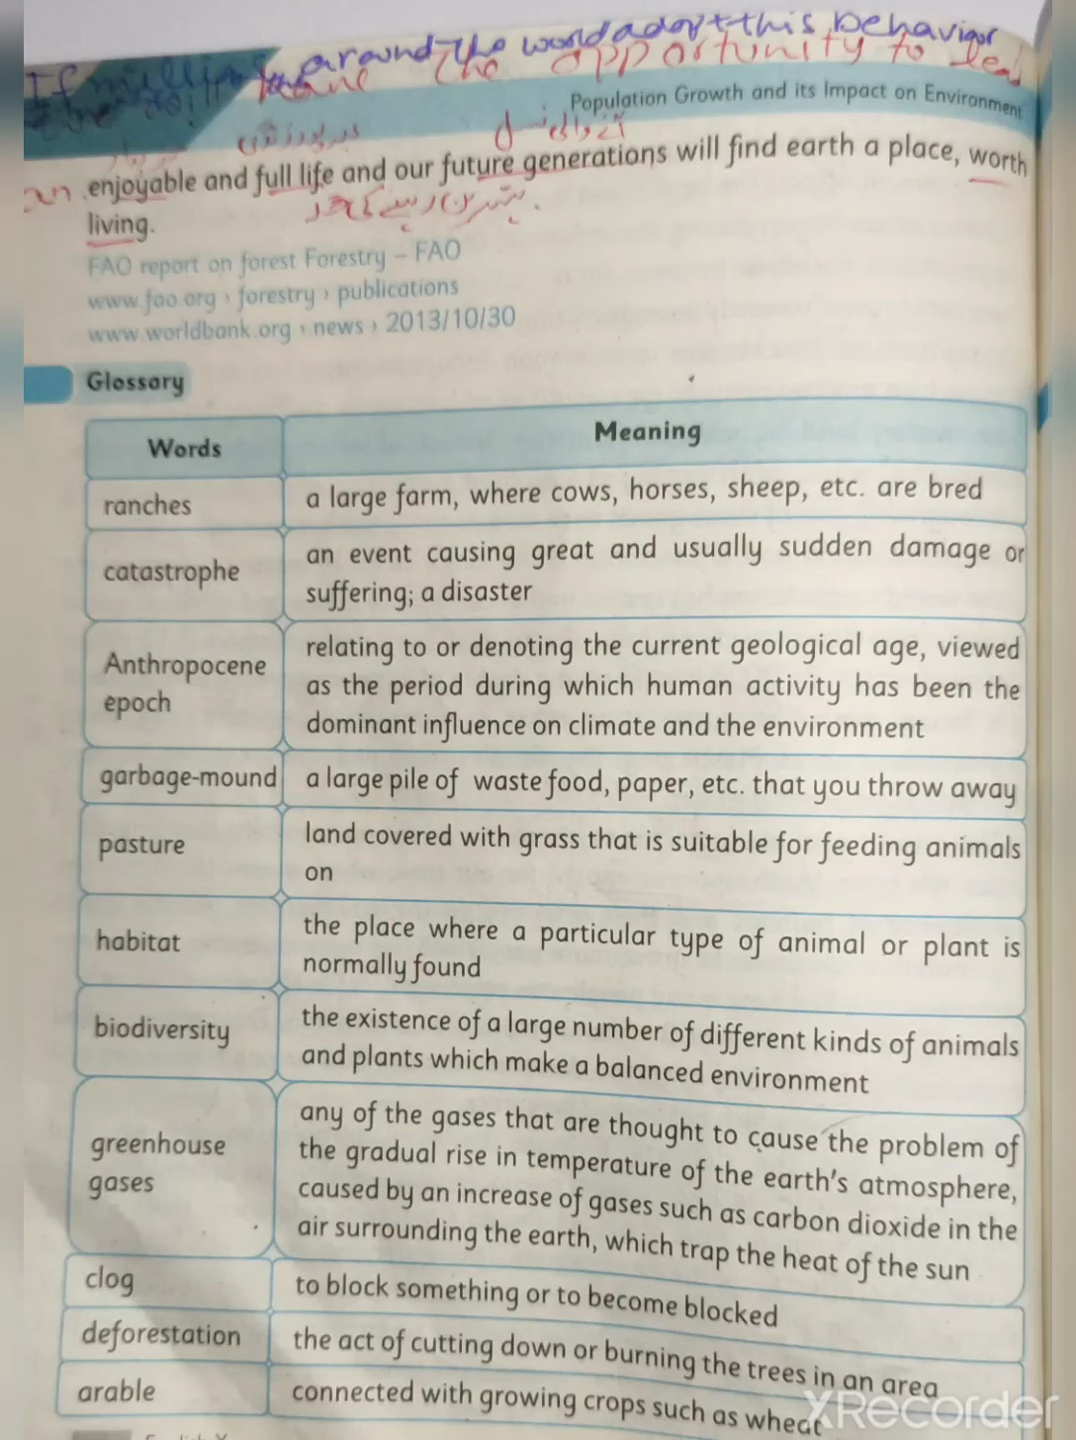 If millions around the world adopt this behavior
have the opportunity to lead
Population Growth and its Impact on Environment
آنے والی نسل
an enjoyable and full life and our future generations will find earth a place, worth
living.
FAO report on forest Forestry – FAO
www.fao.org › forestry › publications
www.worldbank.org › news › 2013/10/30
Glossary
Words Meaning
ranches a large farm, where cows, horses, sheep, etc. are bred
catastrophe an event causing great and usually sudden damage or
suffering; a disaster
Anthropocene relating to or denoting the current geological age, viewed
epoch as the period during which human activity has been the
dominant influence on climate and the environment
garbage-mound a large pile of waste food, paper, etc. that you throw away
pasture land covered with grass that is suitable for feeding animals
on
habitat the place where a particular type of animal or plant is
normally found
biodiversity the existence of a large number of different kinds of animals
and plants which make a balanced environment
greenhouse any of the gases that are thought to cause the problem of
gases the gradual rise in temperature of the earth's atmosphere,
caused by an increase of gases such as carbon dioxide in the
air surrounding the earth, which trap the heat of the sun
clog to block something or to become blocked
deforestation the act of cutting down or burning the trees in an area
arable connected with growing crops such as wheat
XRecorder